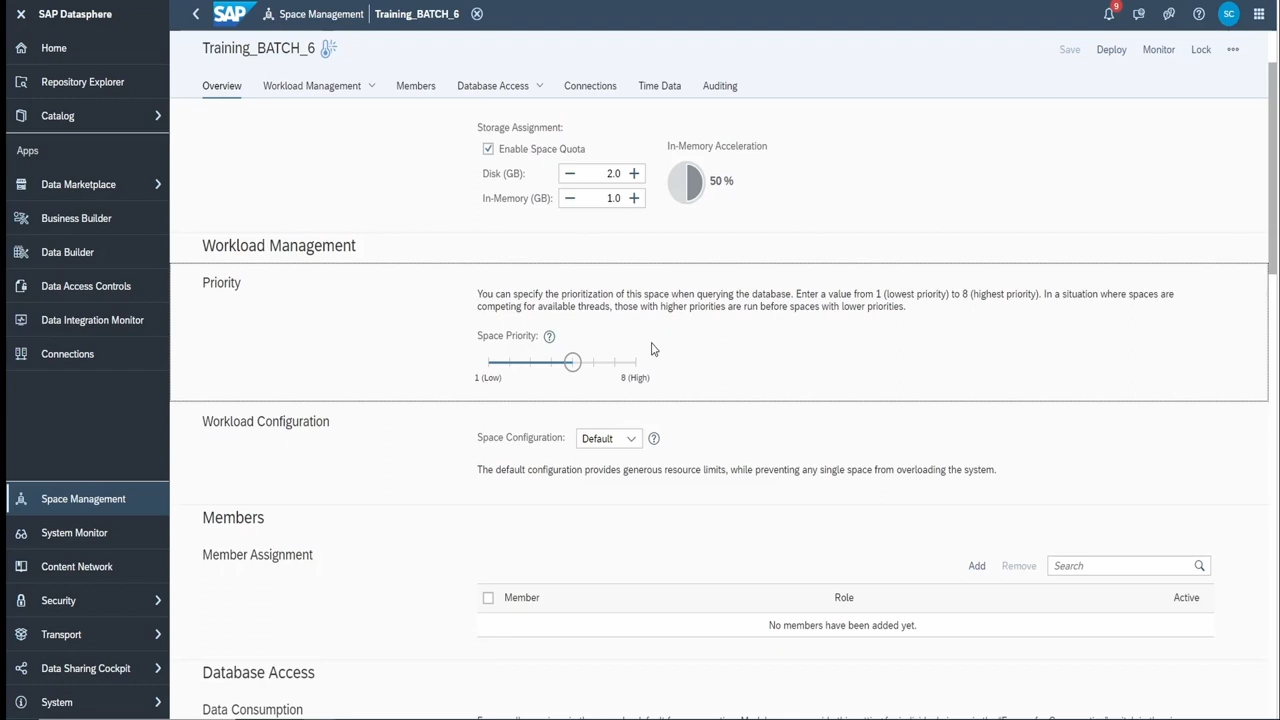 SAP Datasphere
Home
Repository Explorer
Catalog
Apps
Data Marketplace
Business Builder
Data Builder
Data Access Controls
Data Integration Monitor
Connections
Space Management
System Monitor
Content Network
Security
Transport
Data Sharing Cockpit
System
SAP Space Management Training_BATCH_6
9
SC
Training_BATCH_6
Save Deploy Monitor Lock
Overview Workload Management Members Database Access Connections Time Data Auditing
Storage Assignment:
Enable Space Quota
Disk (GB): 2.0
In-Memory (GB): 1.0
In-Memory Acceleration
50 %
Workload Management
Priority
You can specify the prioritization of this space when querying the database. Enter a value from 1 (lowest priority) to 8 (highest priority). In a situation where spaces are
competing for available threads, those with higher priorities are run before spaces with lower priorities.
Space Priority:
1 (Low) 8 (High)
Workload Configuration
Space Configuration: Default
The default configuration provides generous resource limits, while preventing any single space from overloading the system.
Members
Member Assignment
Add Remove Search
Member Role Active
No members have been added yet.
Database Access
Data Consumption